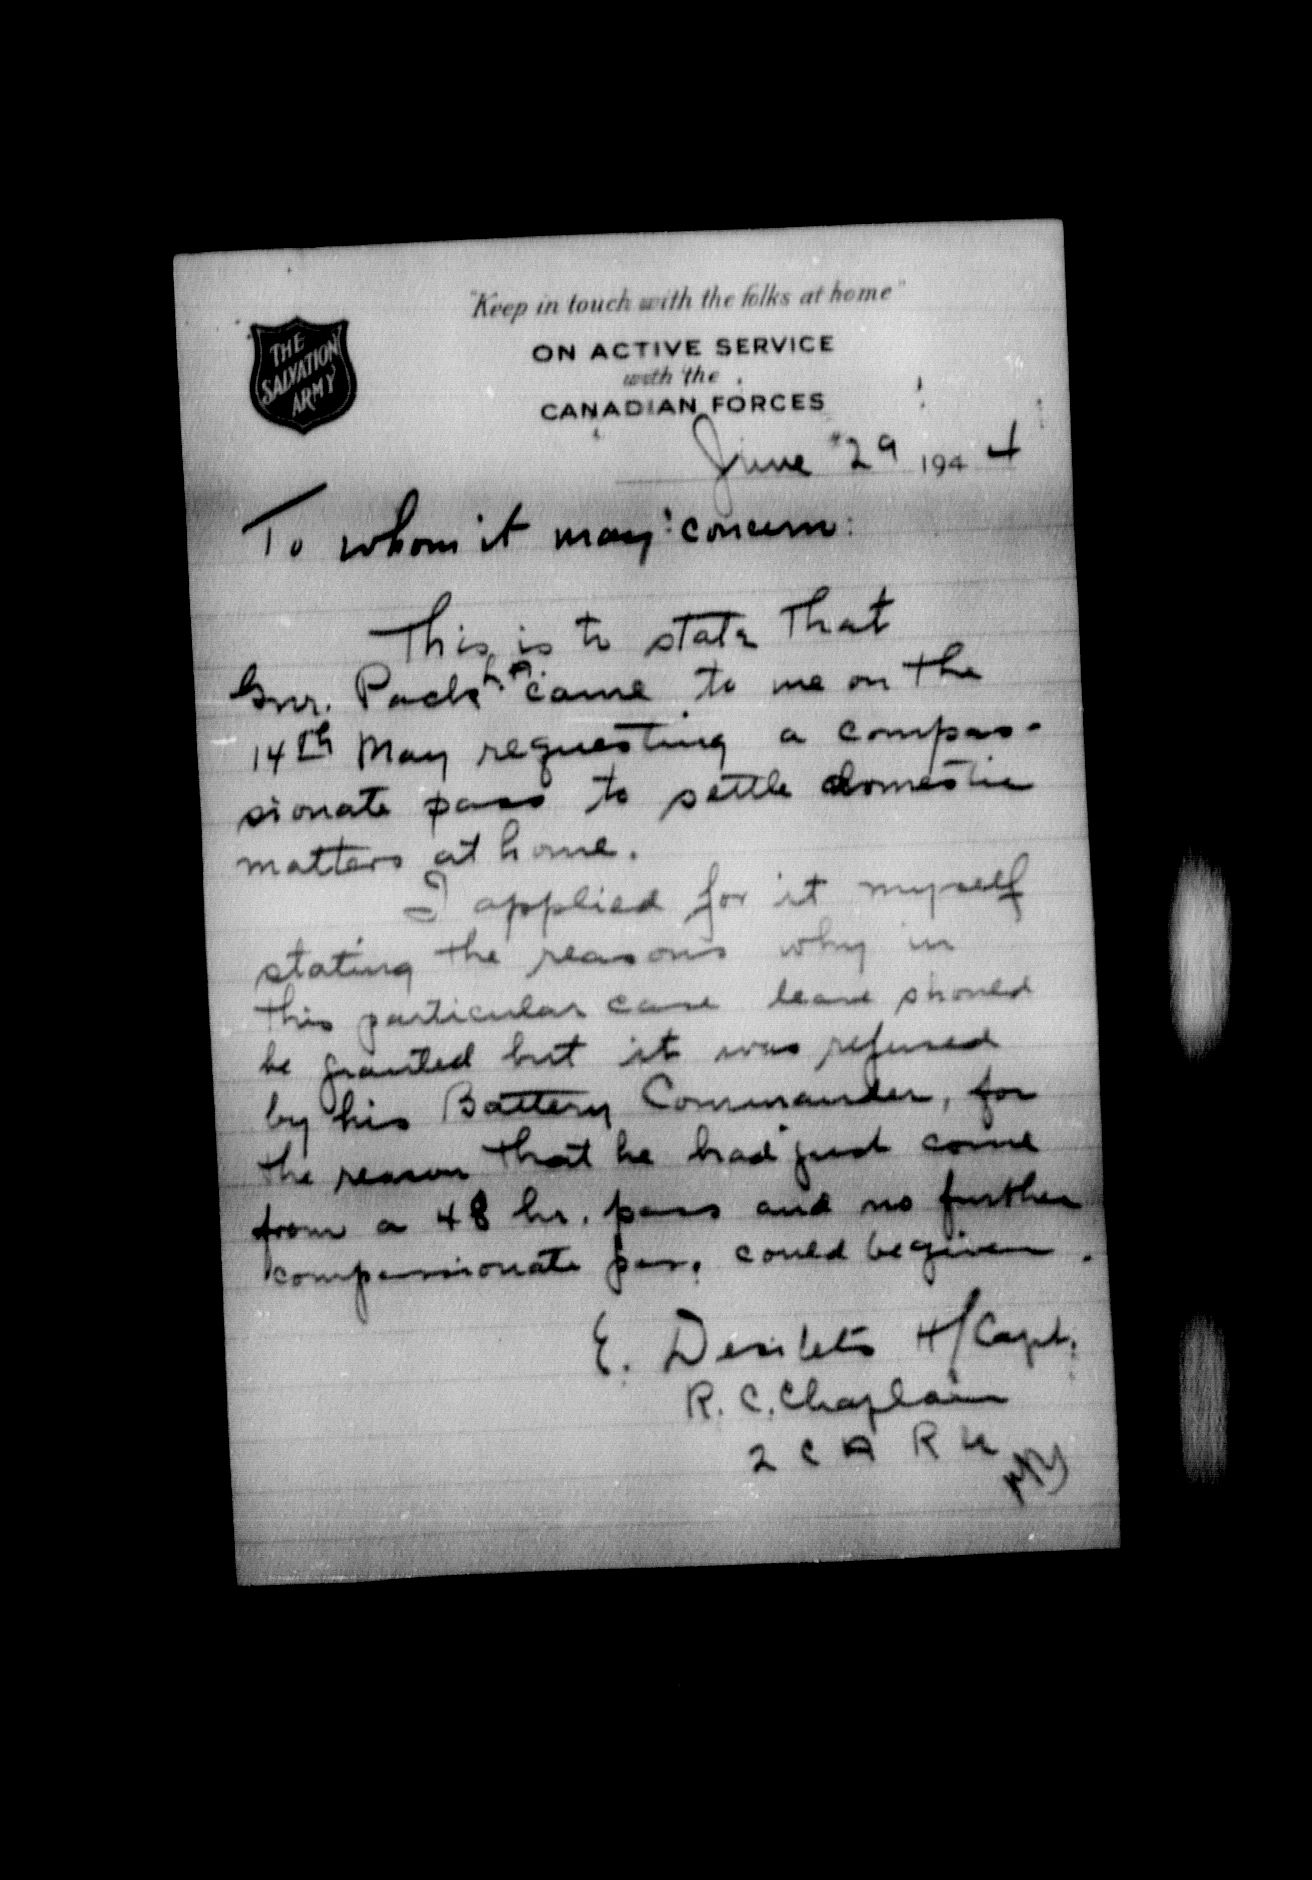 "Keep in touch with the folks at home"
THE
SALVATION
ARMY
ON ACTIVE SERVICE
with the
CANADIAN FORCES
June 29 1944
To whom it may concern:
This is to state that
Gnr. Pack came to me on the
14th May requesting a compas-
sionate pass to settle domestic
matters at home.
I applied for it myself
stating the reasons why in
this particular case leave should
be granted but it was refused
by his Battery Commander, for
the reason that he had just come
from a 48 hr. pass and no further
compassionate pass could be given.
E. Desilets H/Capt.
R. C. Chaplain
2 C A R U